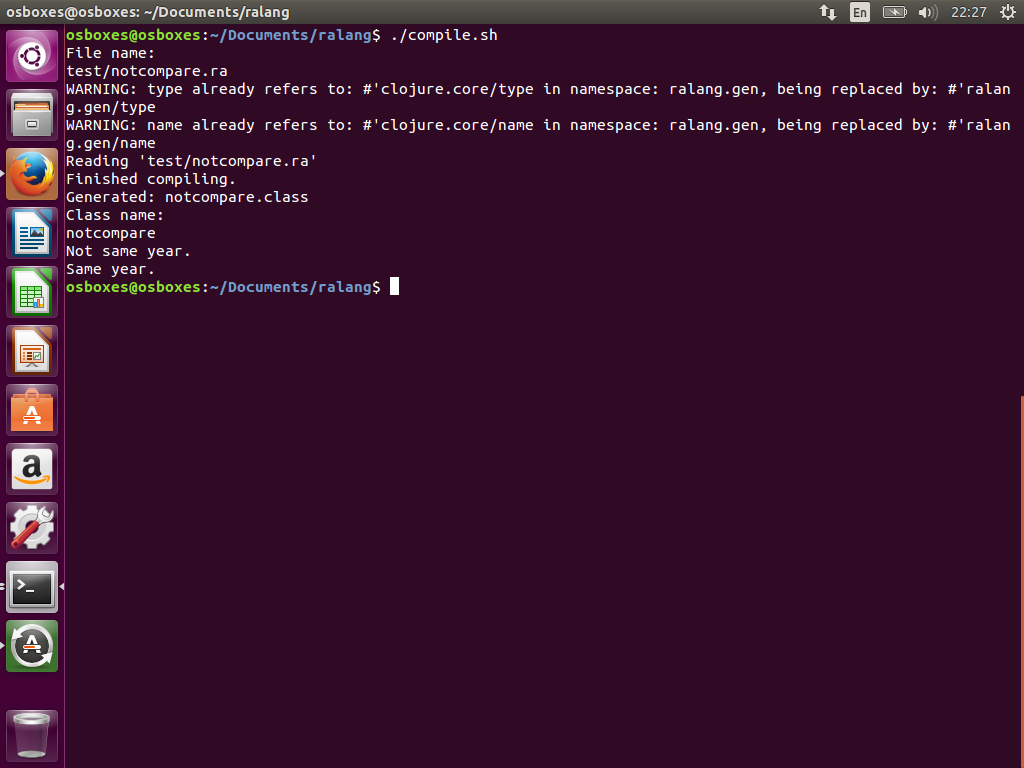 osboxes@osboxes: ~/Documents/ralang
En
22:27
osboxes@osboxes:~/Documents/ralang$ ./compile.sh
File name:
test/notcompare.ra
WARNING: type already refers to: #'clojure.core/type in namespace: ralang.gen, being replaced by: #'ralan
g.gen/type
WARNING: name already refers to: #'clojure.core/name in namespace: ralang.gen, being replaced by: #'ralan
g.gen/name
Reading 'test/notcompare.ra'
Finished compiling.
Generated: notcompare.class
Class name:
notcompare
Not same year.
Same year.
osboxes@osboxes:~/Documents/ralang$